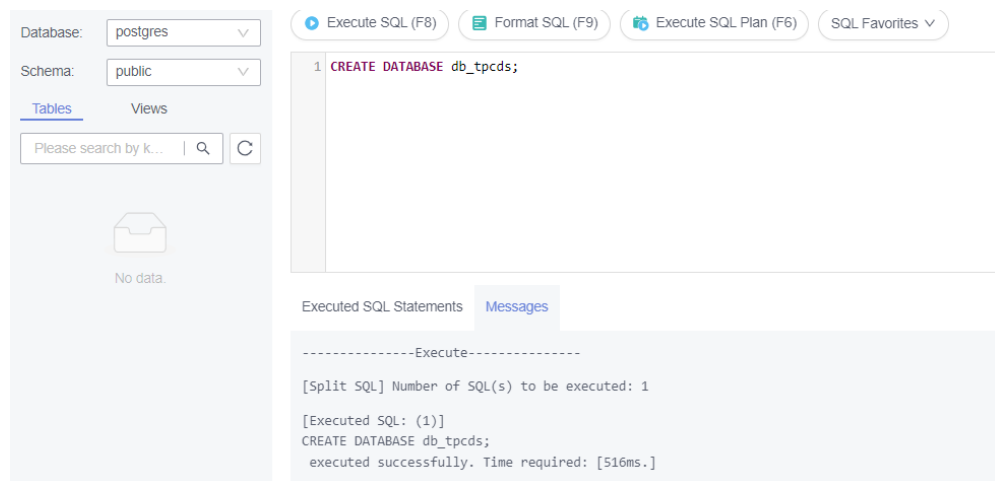 Database: postgres
Schema: public
Tables Views
Please search by k...
No data.
Execute SQL (F8) Format SQL (F9) Execute SQL Plan (F6) SQL Favorites
1 CREATE DATABASE db_tpcds;
Executed SQL Statements Messages
---------------Execute---------------
[Split SQL] Number of SQL(s) to be executed: 1
[Executed SQL: (1)]
CREATE DATABASE db_tpcds;
executed successfully. Time required: [516ms.]